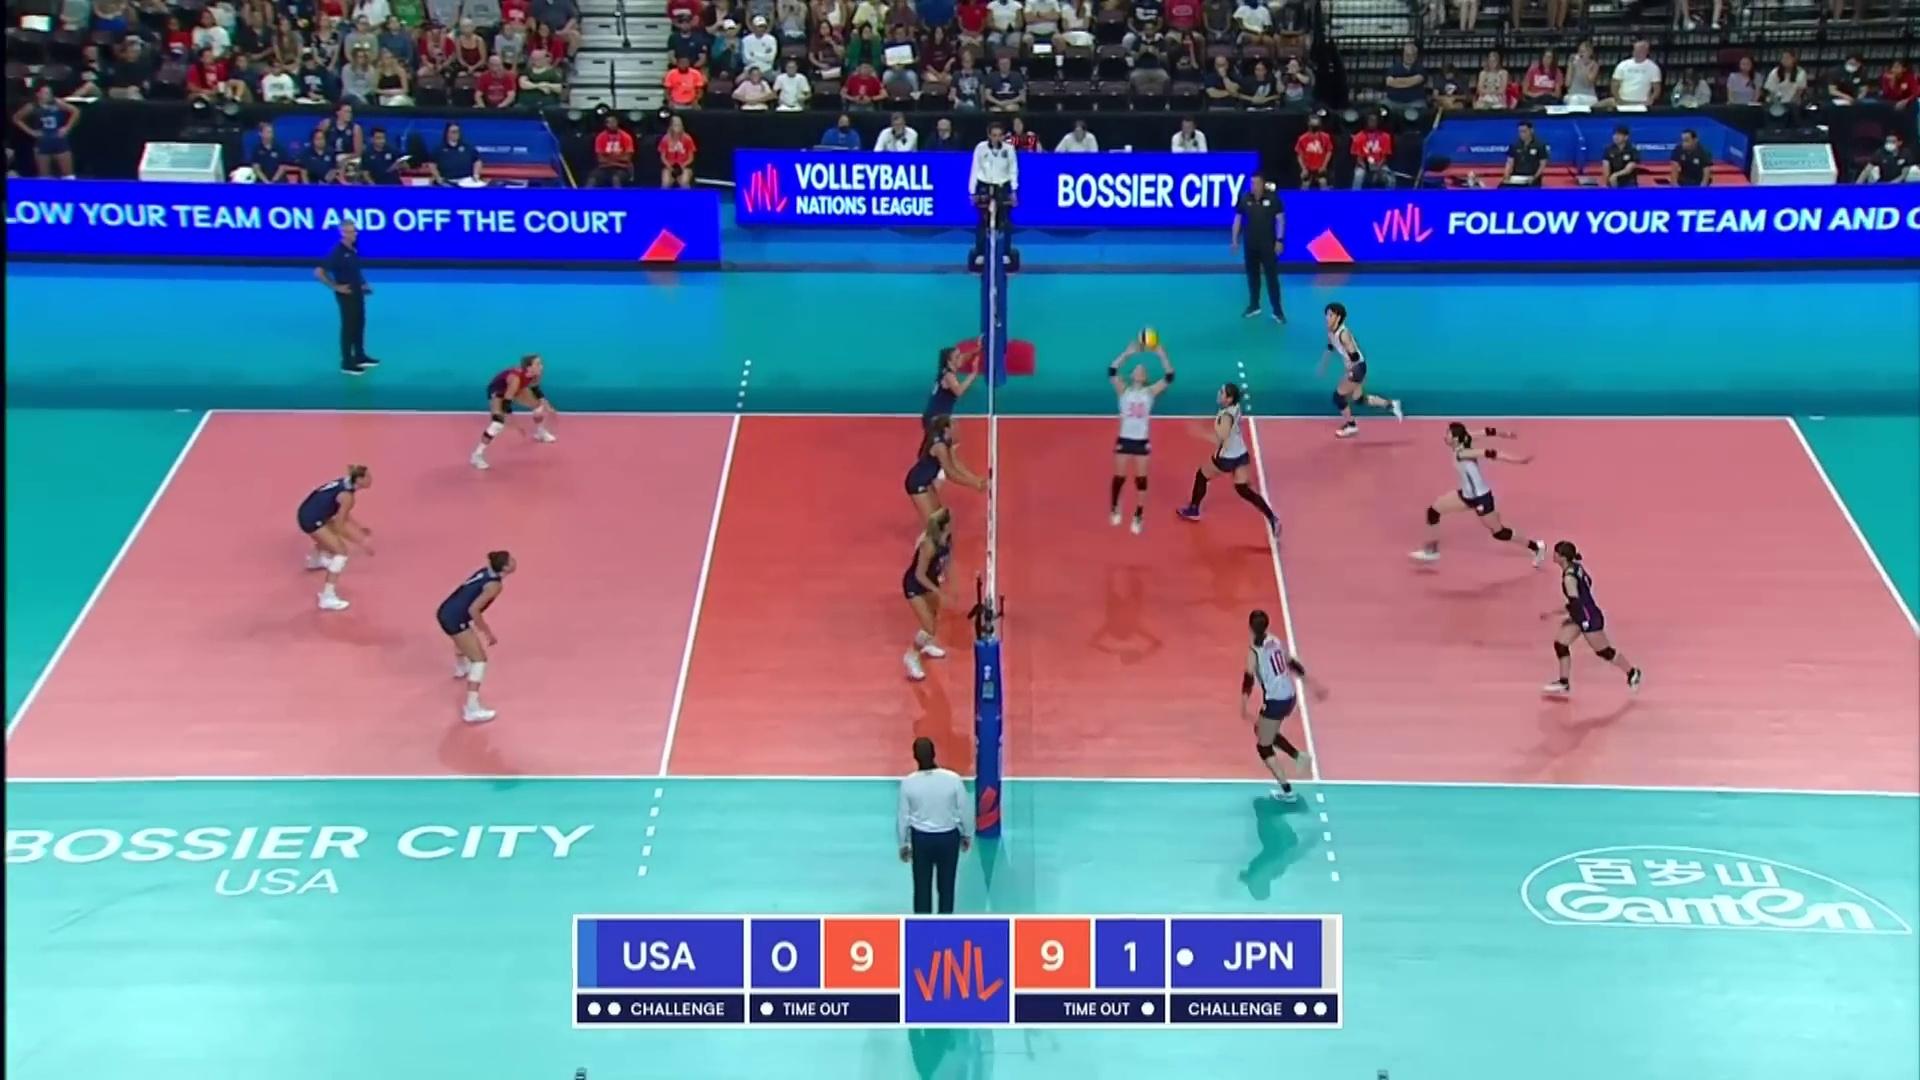 VNL VOLLEYBALL NATIONS LEAGUE
BOSSIER CITY
LOW YOUR TEAM ON AND OFF THE COURT
VNL FOLLOW YOUR TEAM ON AND O
10
BOSSIER CITY
USA
百岁山
Ganten
USA 0 9 VNL 9 1 JPN
CHALLENGE TIME OUT TIME OUT CHALLENGE